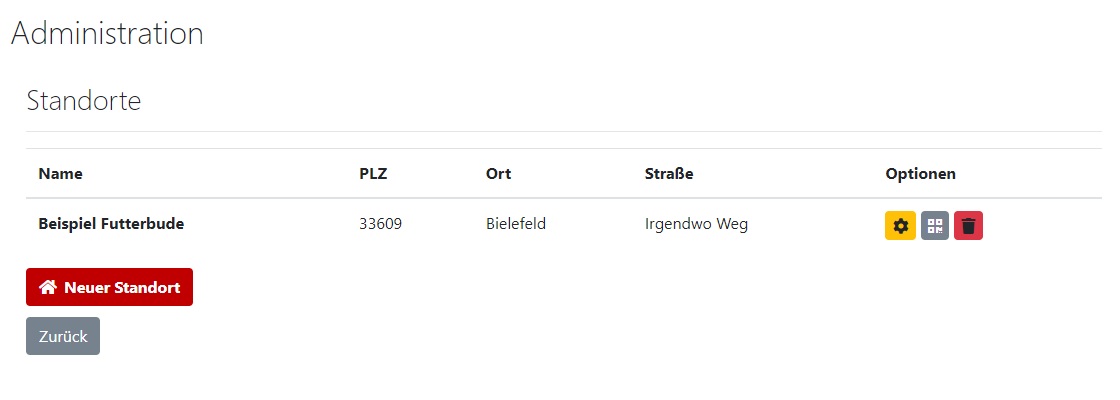 Administration
Standorte
Name PLZ Ort Straße Optionen
Beispiel Futterbude 33609 Bielefeld Irgendwo Weg
Neuer Standort
Zurück